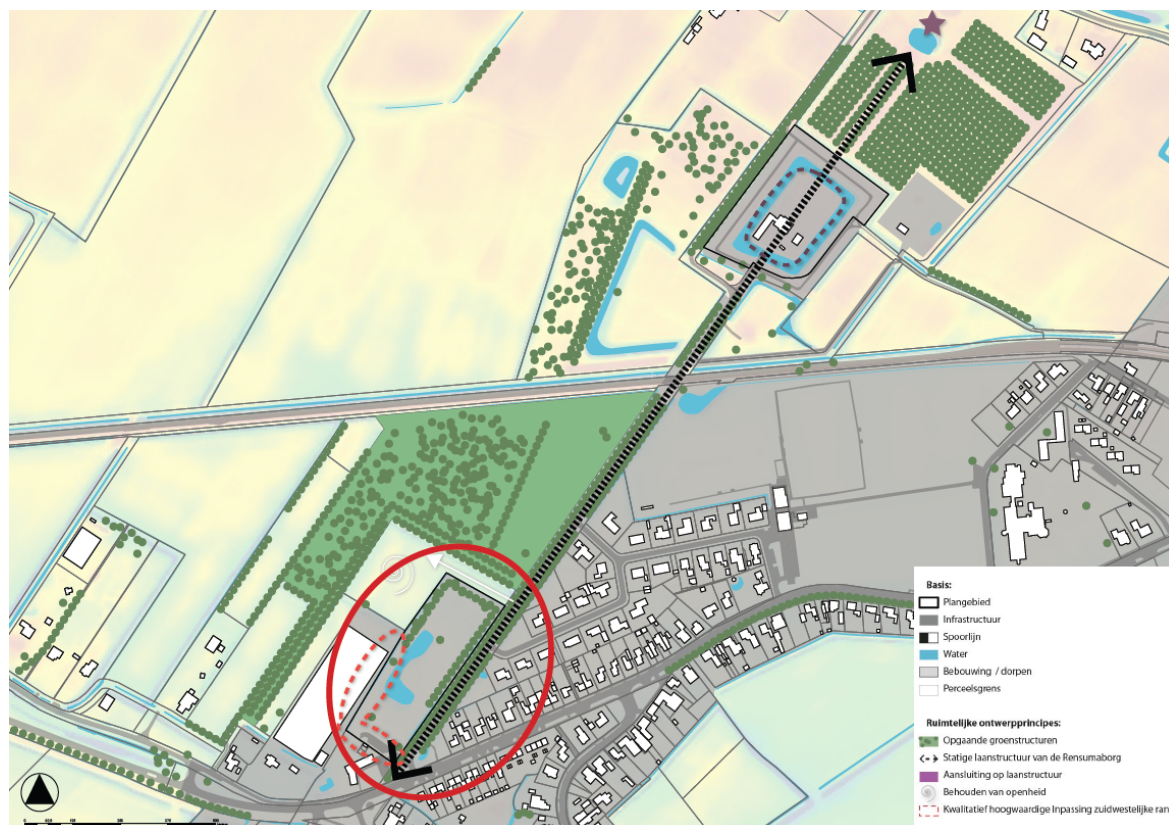 Basis:
Plangebied
Infrastructuur
Spoorlijn
Water
Bebouwing / dorpen
Perceelsgrens
Ruimtelijke ontwerpprincipes:
Opgaande groenstructuren
Statige laanstructuur van de Rensumaborg
Aansluiting op laanstructuur
Behouden van openheid
Kwalitatief hoogwaardige Inpassing zuidwestelijke ran